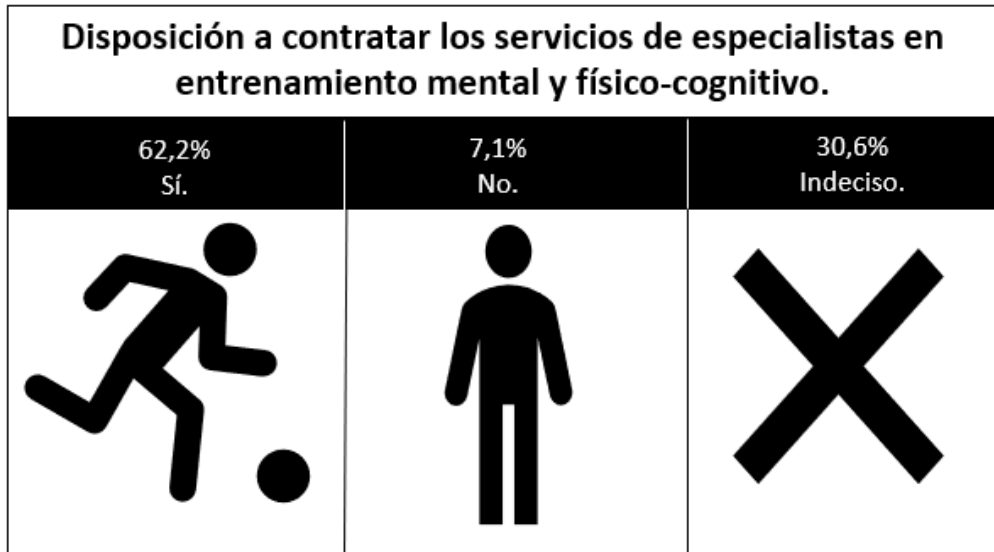 Disposición a contratar los servicios de especialistas en
entrenamiento mental y físico-cognitivo.
62,2%
Sí.
7,1%
No.
30,6%
Indeciso.